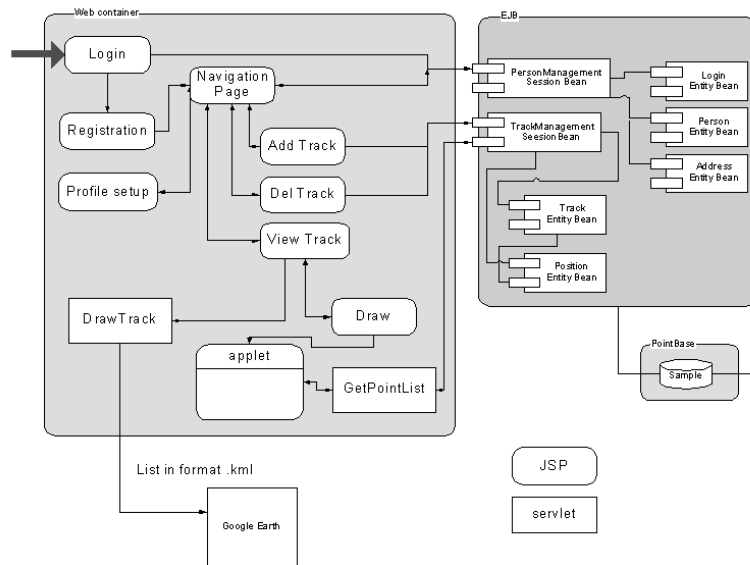 Web container
EJB
Login
Navigation
Page
PersonManagement
Session Bean
Login
Entity Bean
Registration
Add Track
TrackManagement
SeesionBean
Person
Entity Bean
Address
Entity Bean
Profile setup
Del Track
Track
Entity Bean
View Track
Position
Entity Bean
DrawTrack
Draw
applet
GetPointList
PointBase
Sample
List in format .kml
JSP
servlet
Google Earth